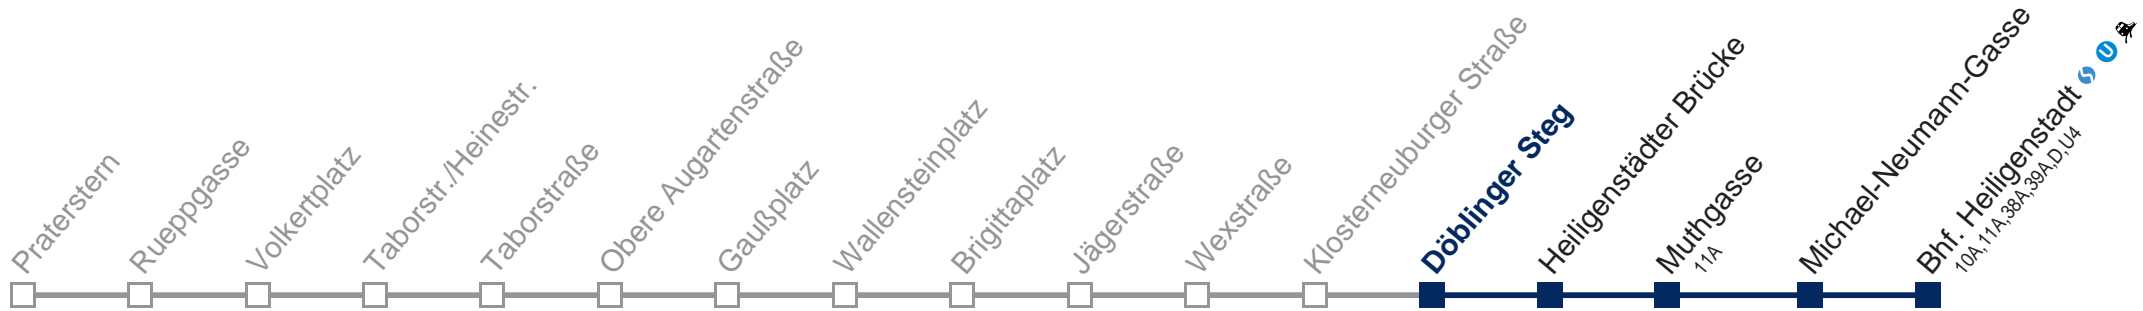 Praterstern
Rueppgasse
Volkertplatz
Taborstr./Heinestr.
Taborstraße
Obere Augartenstraße
Gaußplatz
Wallensteinplatz
Brigittaplatz
Jägerstraße
Wexstraße
Klosterneuburger Straße
Döblinger Steg
Heiligenstädter Brücke
Muthgasse
11A
Michael-Neumann-Gasse
Bhf. Heiligenstadt S U
10A,11A,38A,39A,D,U4